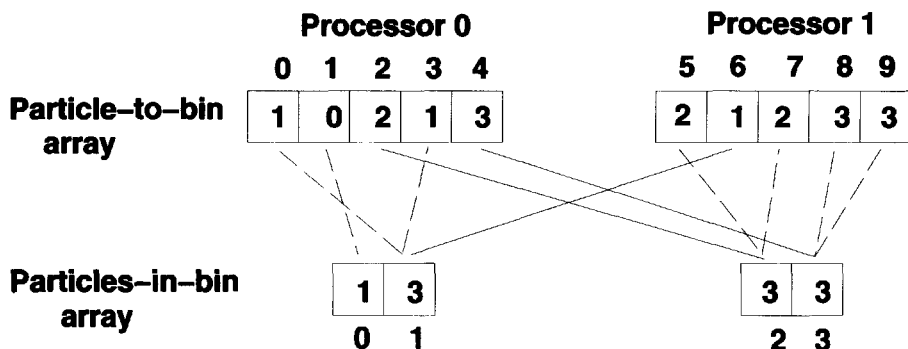 Processor 0 Processor 1
0 1 2 3 4 5 6 7 8 9
Particle–to–bin 1 0 2 1 3 2 1 2 3 3
array
Particles–in–bin 1 3 3 3
array
0 1 2 3